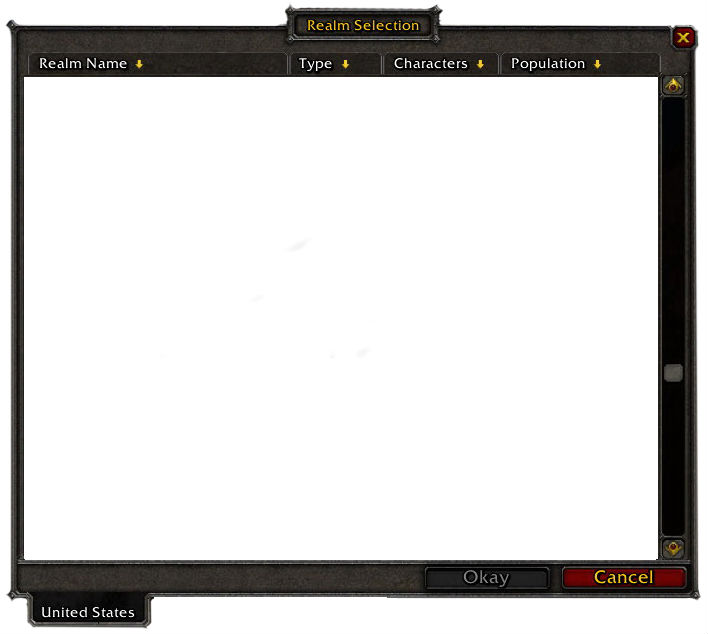 Realm Selection
Realm Name Type Characters Population
Okay Cancel
United States